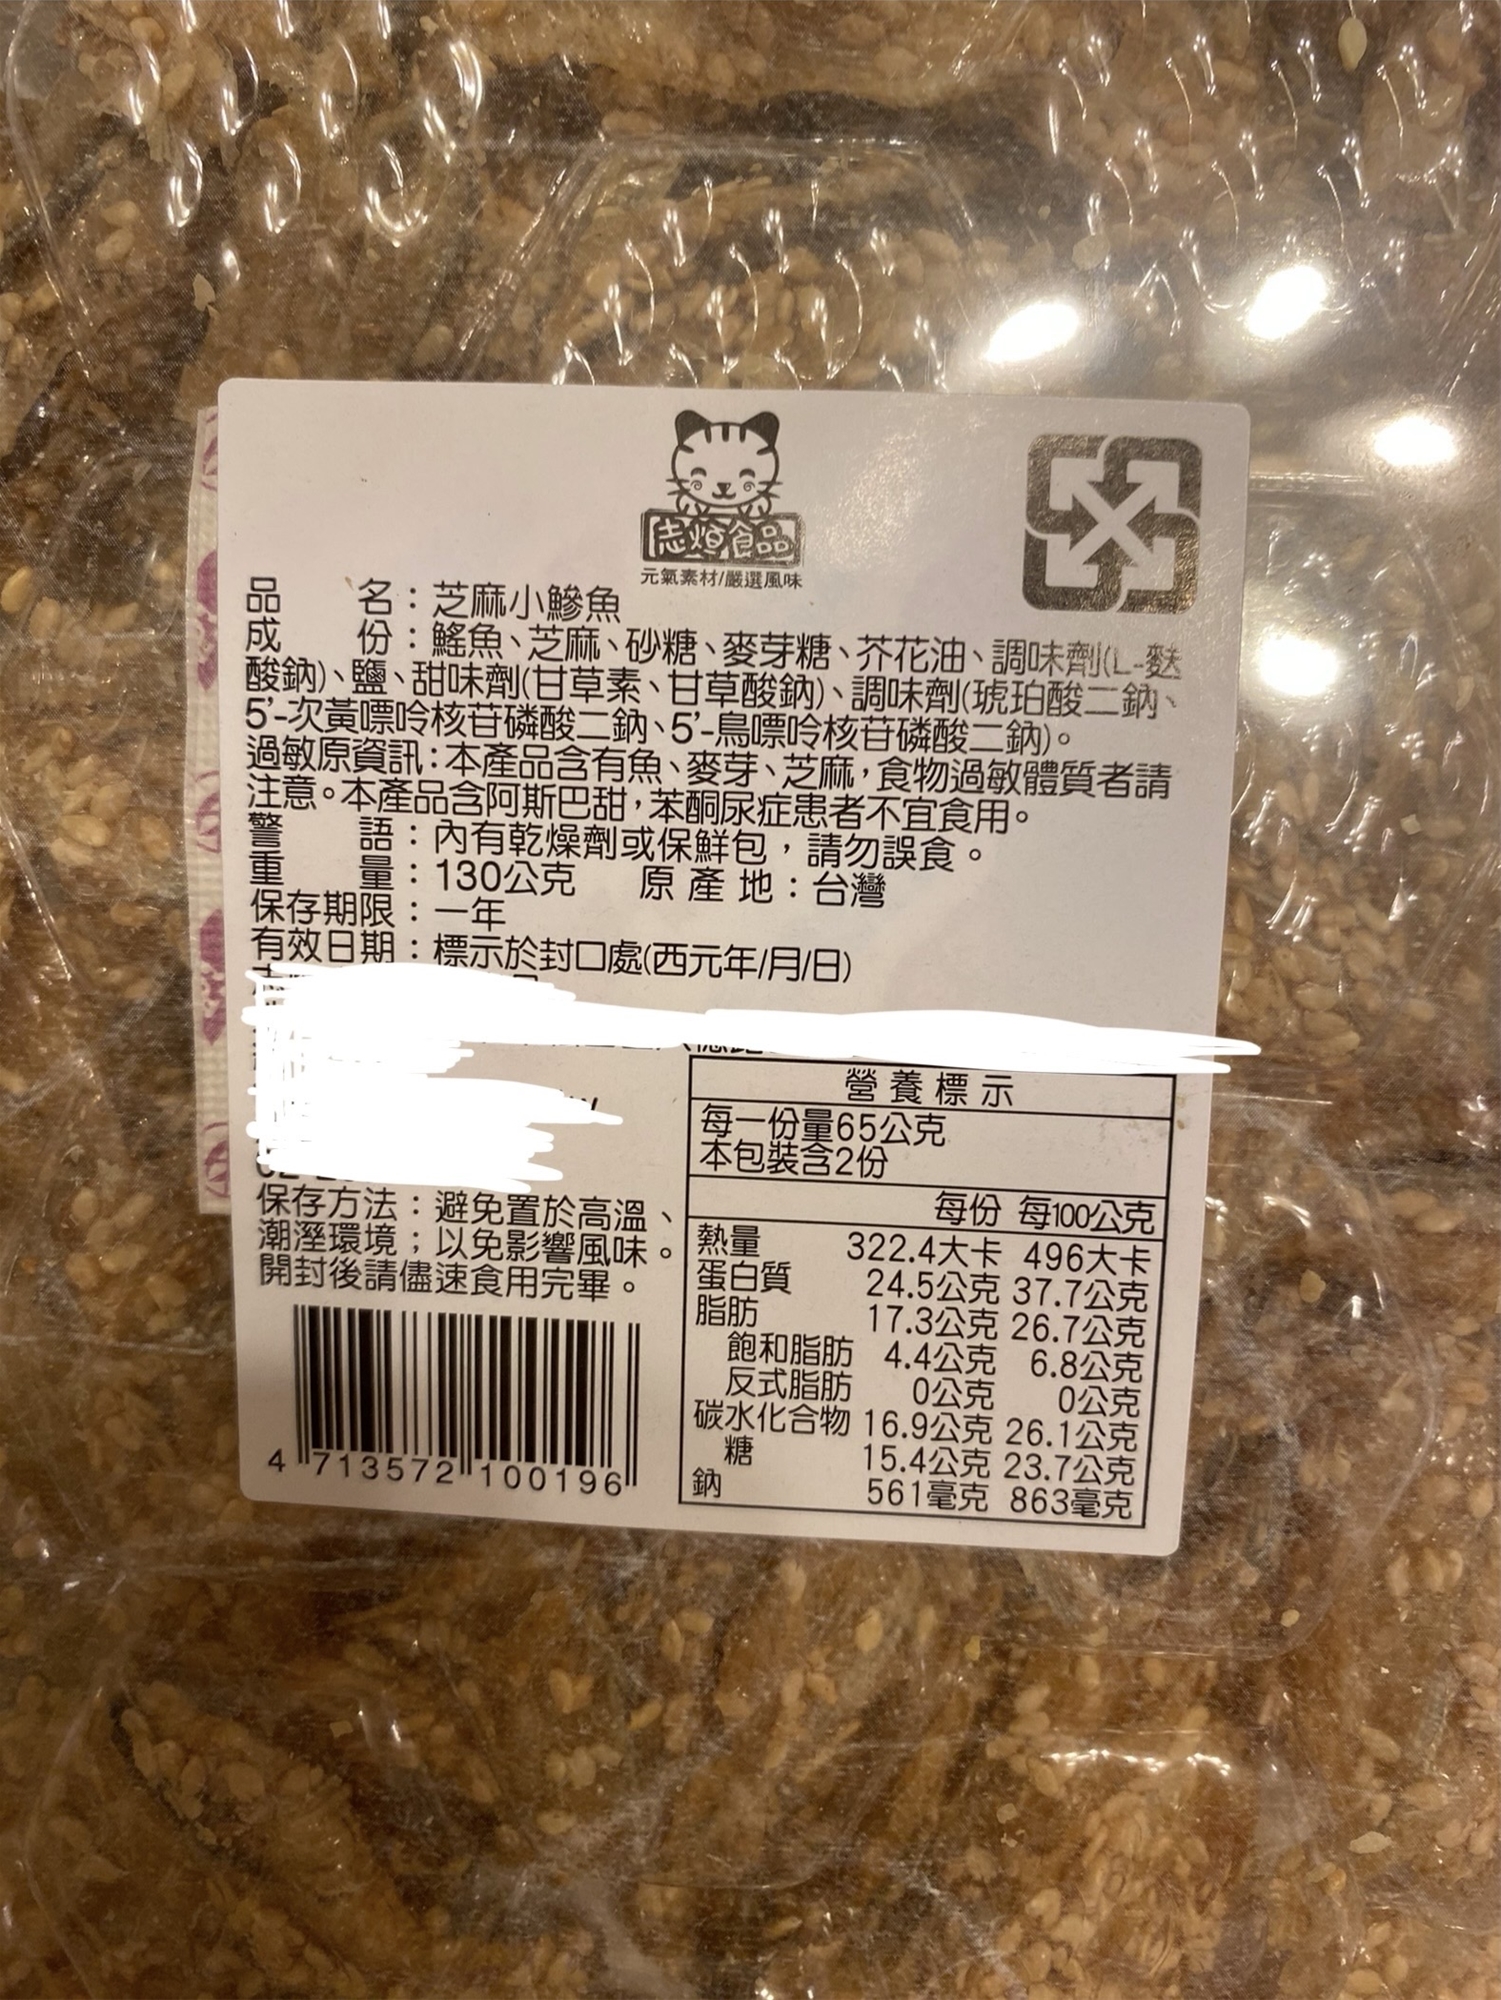 志烜食品
元氣素材/嚴選風味
品　　名：芝麻小鰺魚
成　　份：鰩魚、芝麻、砂糖、麥芽糖、芥花油、調味劑(L-麩
酸鈉)、鹽、甜味劑(甘草素、甘草酸鈉)、調味劑(琥珀酸二鈉、
5’-次黃嘌呤核苷磷酸二鈉、5’-鳥嘌呤核苷磷酸二鈉)。
過敏原資訊：本產品含有魚、麥芽、芝麻，食物過敏體質者請
注意。本產品含阿斯巴甜，苯酮尿症患者不宜食用。
警　　語：內有乾燥劑或保鮮包，請勿誤食。
重　　量：130公克　原產地：台灣
保存期限：一年
有效日期：標示於封口處(西元年/月/日)
保存方法：避免置於高溫、
潮溼環境；以免影響風味。
開封後請儘速食用完畢。
4 713572 100196
營養標示
每一份量65公克
本包裝含2份
每份 每100公克
熱量 322.4大卡 496大卡
蛋白質 24.5公克 37.7公克
脂肪 17.3公克 26.7公克
飽和脂肪 4.4公克 6.8公克
反式脂肪 0公克 0公克
碳水化合物 16.9公克 26.1公克
糖 15.4公克 23.7公克
鈉 561毫克 863毫克